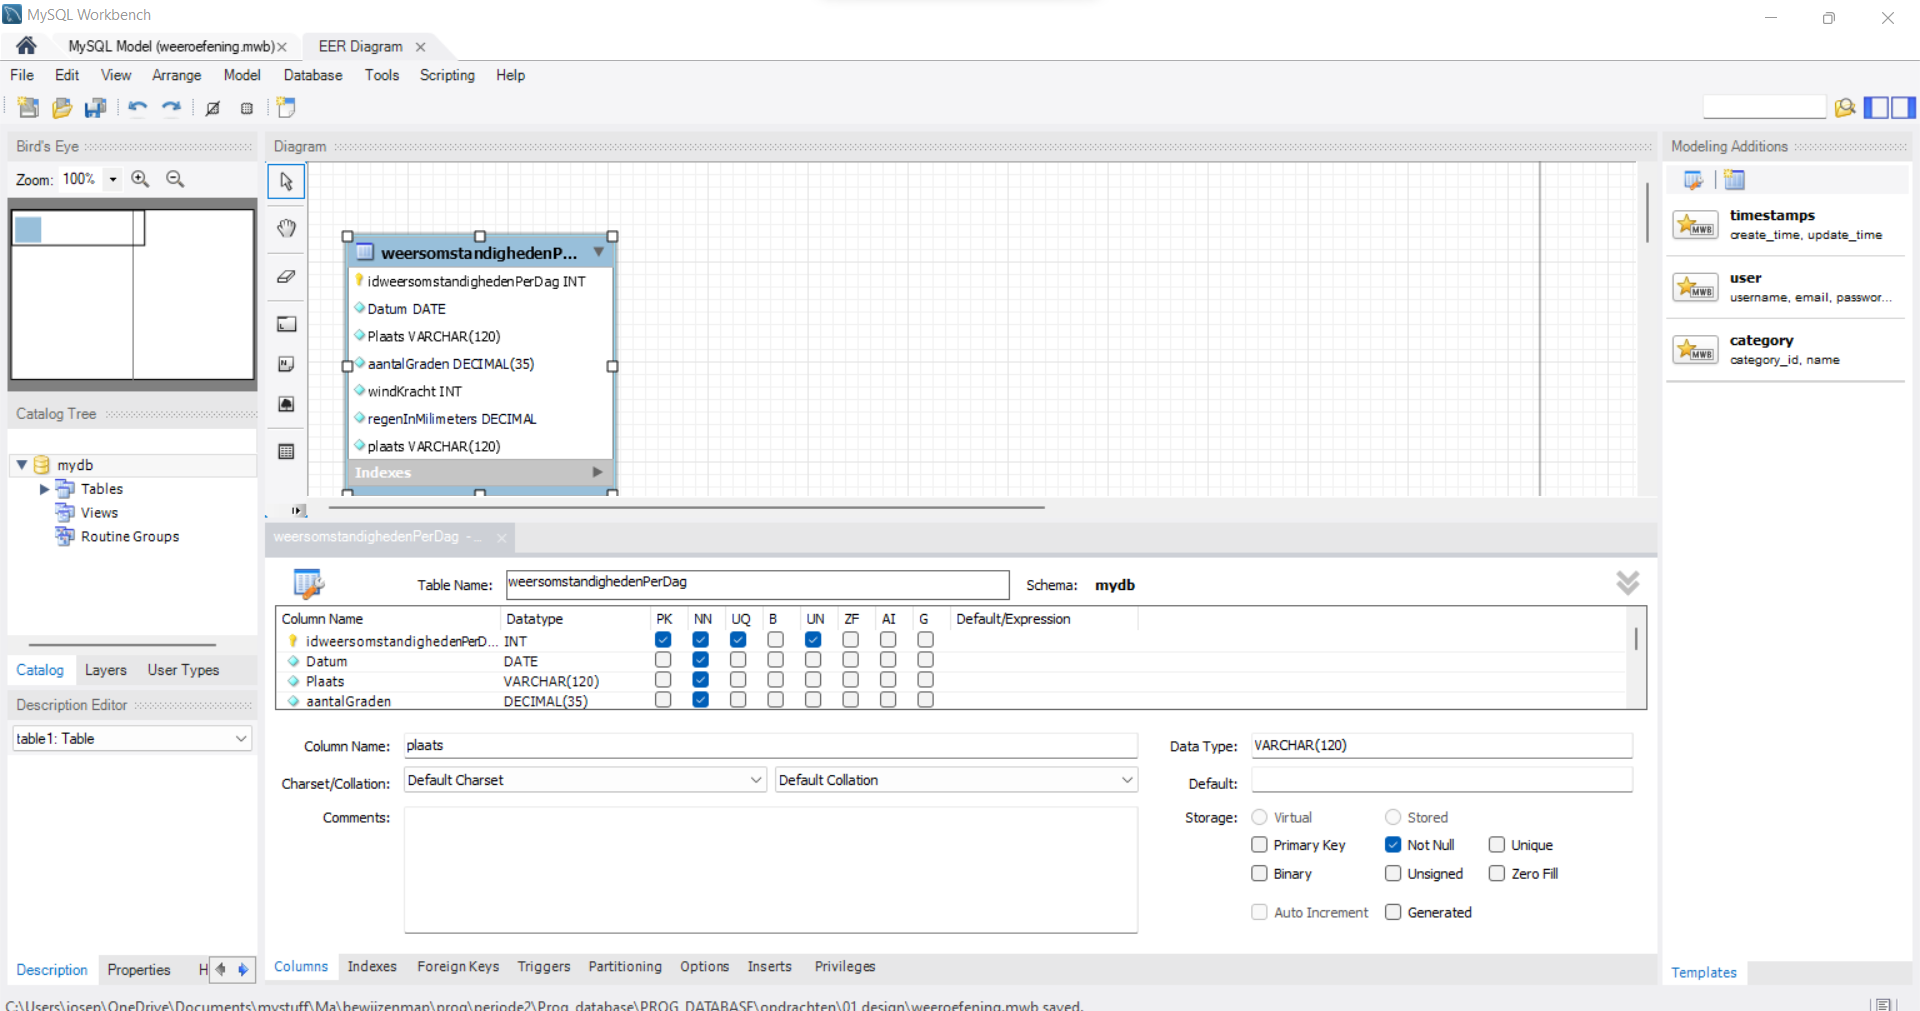 MySQL Workbench
MySQL Model (weeroefening.mwb)
EER Diagram
File Edit View Arrange Model Database Tools Scripting Help
Bird's Eye
Zoom: 100%
Diagram
weersomstandighedenP...
idweersomstandighedenPerDag INT
Datum DATE
Plaats VARCHAR(120)
aantalGraden DECIMAL(35)
windKracht INT
regenInMilimeters DECIMAL
plaats VARCHAR(120)
Indexes
Modeling Additions
MWB
timestamps
create_time, update_time
MWB
user
username, email, passwor...
MWB
category
category_id, name
Catalog Tree
mydb
Tables
Views
Routine Groups
Catalog Layers User Types
Description Editor
table1: Table
Description Properties H
weersomstandighedenPerDag - ...
Table Name: weersomstandighedenPerDag Schema: mydb
Column Name Datatype PK NN UQ B UN ZF AI G Default/Expression
idweersomstandighedenPerD... INT
Datum DATE
Plaats VARCHAR(120)
aantalGraden DECIMAL(35)
Column Name: plaats Data Type: VARCHAR(120)
Charset/Collation: Default Charset Default Collation Default:
Comments: Storage: Virtual Stored
Primary Key Not Null Unique
Binary Unsigned Zero Fill
Auto Increment Generated
Columns Indexes Foreign Keys Triggers Partitioning Options Inserts Privileges
Templates
C:\Users\josep\OneDrive\Documents\mystuff\Ma\bewijzenmap\prog\periode2\Prog_database\PROG_DATABASE\opdrachten\01 design\weeroefening.mwb saved.